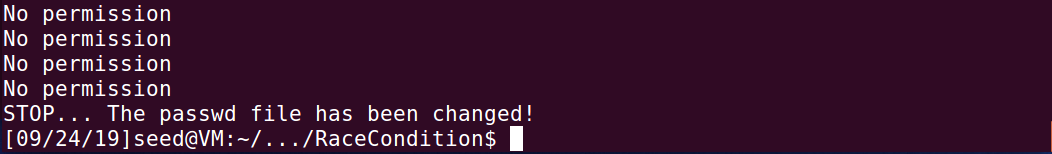 No permission
No permission
No permission
No permission
STOP... The passwd file has been changed!
[09/24/19]seed@VM:~/.../RaceCondition$